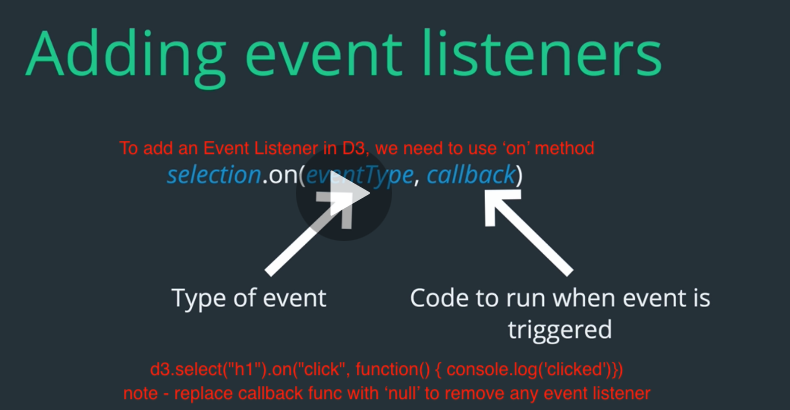 Adding event listeners
To add an Event Listener in D3, we need to use ‘on’ method
selection.on(eventType, callback)
Type of event
Code to run when event is
triggered
d3.select("h1").on("click", function() { console.log('clicked')})
note - replace callback func with ‘null’ to remove any event listener